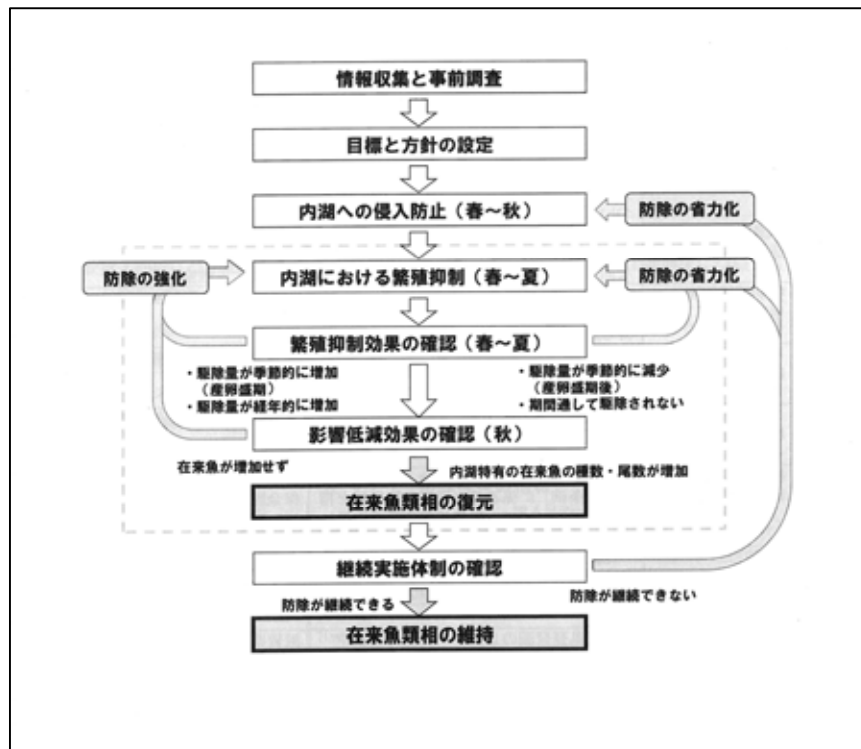 情報収集と事前調査
目標と方針の設定
内湖への侵入防止（春～秋）
防除の省力化
防除の強化
内湖における繁殖抑制（春～夏）
防除の省力化
繁殖抑制効果の確認（春～夏）
・駆除量が季節的に増加
（産卵盛期）
・駆除量が経年的に増加
・駆除量が季節的に減少
（産卵盛期後）
・期間通して駆除されない
影響低減効果の確認（秋）
在来魚が増加せず
内湖特有の在来魚の種数・尾数が増加
在来魚類相の復元
継続実施体制の確認
防除が継続できる
防除が継続できない
在来魚類相の維持